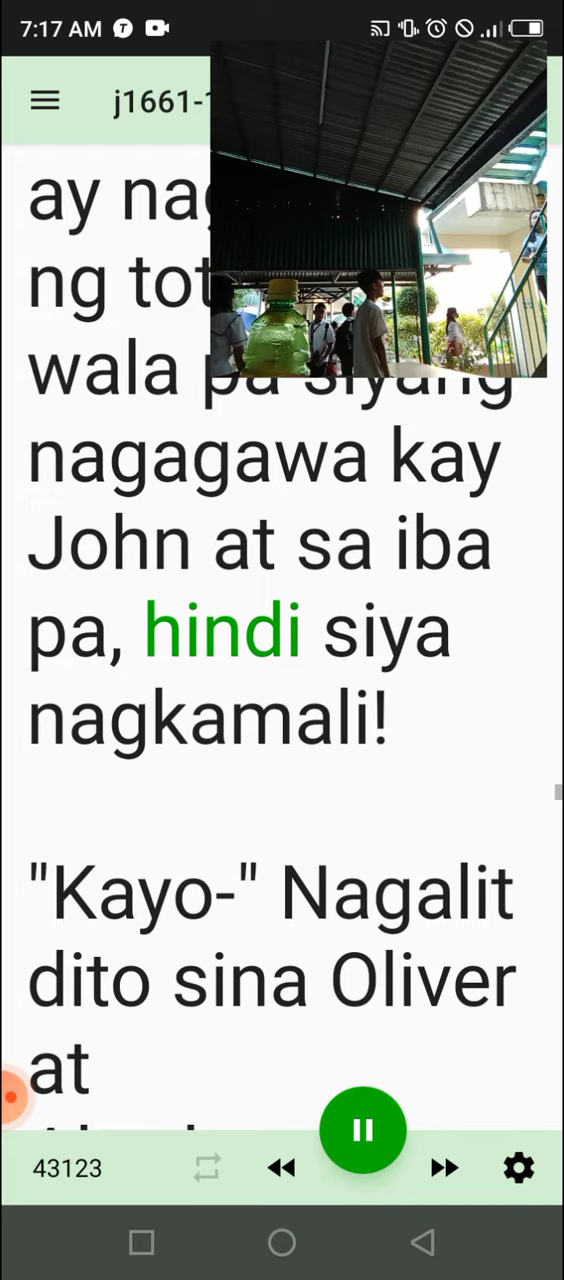 7:17 AM
j1661-
ay nag
ng tot
wala pa siyang
nagagawa kay
John at sa iba
pa, hindi siya
nagkamali!
"Kayo-" Nagalit
dito sina Oliver
at
43123